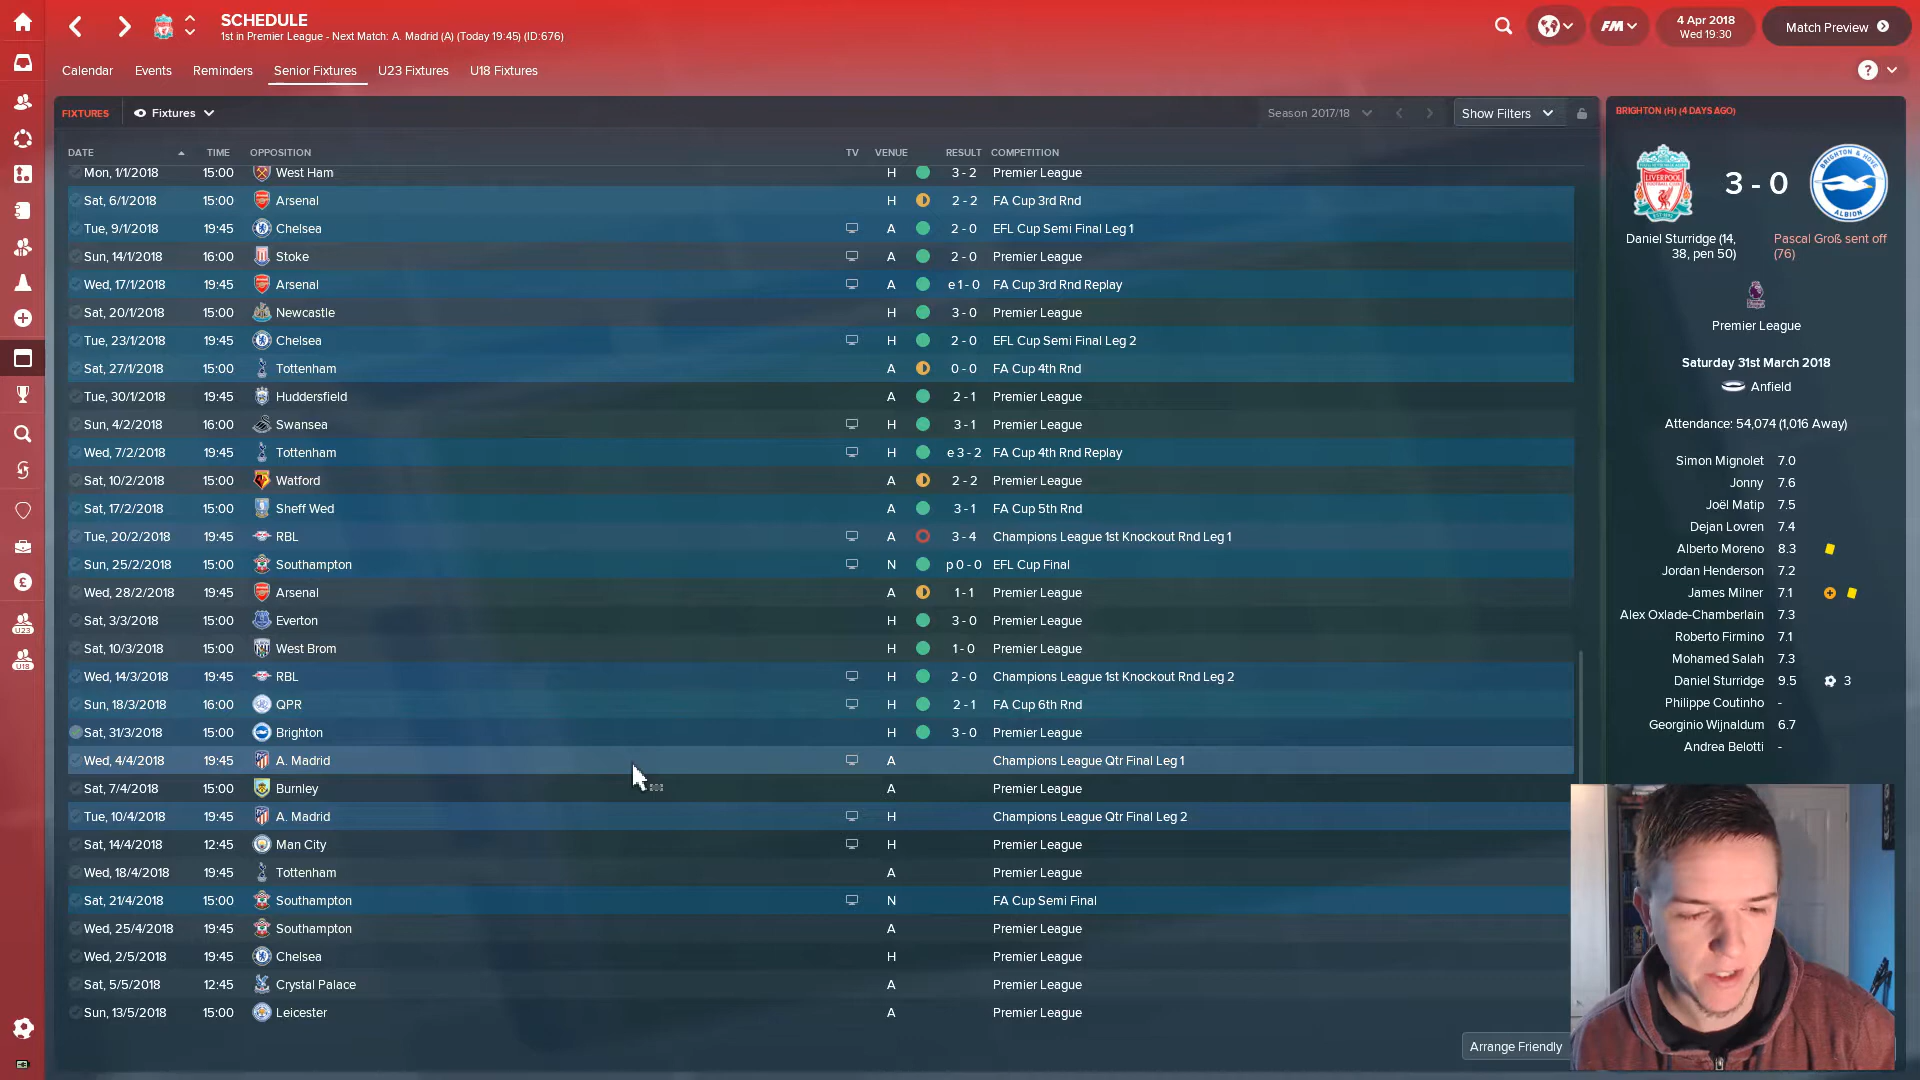 SCHEDULE
1st in Premier League - Next Match: A. Madrid (A) (Today 19:45) (ID:676)
FM
4 Apr 2018
Wed 19:30
Match Preview
Calendar Events Reminders Senior Fixtures U23 Fixtures U18 Fixtures
?
FIXTURES Fixtures Season 2017/18 Show Filters
DATE TIME OPPOSITION TV VENUE RESULT COMPETITION
Mon, 1/1/2018 15:00 West Ham H 3 - 2 Premier League
Sat, 6/1/2018 15:00 Arsenal H 2 - 2 FA Cup 3rd Rnd
Tue, 9/1/2018 19:45 Chelsea A 2 - 0 EFL Cup Semi Final Leg 1
Sun, 14/1/2018 16:00 Stoke A 2 - 0 Premier League
Wed, 17/1/2018 19:45 Arsenal A e 1 - 0 FA Cup 3rd Rnd Replay
Sat, 20/1/2018 15:00 Newcastle H 3 - 0 Premier League
Tue, 23/1/2018 19:45 Chelsea H 2 - 0 EFL Cup Semi Final Leg 2
Sat, 27/1/2018 15:00 Tottenham A 0 - 0 FA Cup 4th Rnd
Tue, 30/1/2018 19:45 Huddersfield A 2 - 1 Premier League
Sun, 4/2/2018 16:00 Swansea H 3 - 1 Premier League
Wed, 7/2/2018 19:45 Tottenham H e 3 - 2 FA Cup 4th Rnd Replay
Sat, 10/2/2018 15:00 Watford A 2 - 2 Premier League
Sat, 17/2/2018 15:00 Sheff Wed A 3 - 1 FA Cup 5th Rnd
Tue, 20/2/2018 19:45 RBL A 3 - 4 Champions League 1st Knockout Rnd Leg 1
Sun, 25/2/2018 15:00 Southampton N p 0 - 0 EFL Cup Final
Wed, 28/2/2018 19:45 Arsenal A 1 - 1 Premier League
Sat, 3/3/2018 15:00 Everton H 3 - 0 Premier League
Sat, 10/3/2018 15:00 West Brom H 1 - 0 Premier League
Wed, 14/3/2018 19:45 RBL H 2 - 0 Champions League 1st Knockout Rnd Leg 2
Sun, 18/3/2018 16:00 QPR H 2 - 1 FA Cup 6th Rnd
Sat, 31/3/2018 15:00 Brighton H 3 - 0 Premier League
Wed, 4/4/2018 19:45 A. Madrid A Champions League Qtr Final Leg 1
Sat, 7/4/2018 15:00 Burnley A Premier League
Tue, 10/4/2018 19:45 A. Madrid H Champions League Qtr Final Leg 2
Sat, 14/4/2018 12:45 Man City H Premier League
Wed, 18/4/2018 19:45 Tottenham A Premier League
Sat, 21/4/2018 15:00 Southampton N FA Cup Semi Final
Wed, 25/4/2018 19:45 Southampton A Premier League
Wed, 2/5/2018 19:45 Chelsea H Premier League
Sat, 5/5/2018 12:45 Crystal Palace A Premier League
Sun, 13/5/2018 15:00 Leicester A Premier League
Arrange Friendly
BRIGHTON (H) (4 DAYS AGO)
3 - 0
Daniel Sturridge (14,
38, pen 50)
Pascal Groß sent off
(76)
Premier League
Saturday 31st March 2018
Anfield
Attendance: 54,074 (1,016 Away)
Simon Mignolet 7.0
Jonny 7.6
Joël Matip 7.5
Dejan Lovren 7.4
Alberto Moreno 8.3
Jordan Henderson 7.2
James Milner 7.1
Alex Oxlade-Chamberlain 7.3
Roberto Firmino 7.1
Mohamed Salah 7.3
Daniel Sturridge 9.5 3
Philippe Coutinho -
Georginio Wijnaldum 6.7
Andrea Belotti -
£
U23
U18